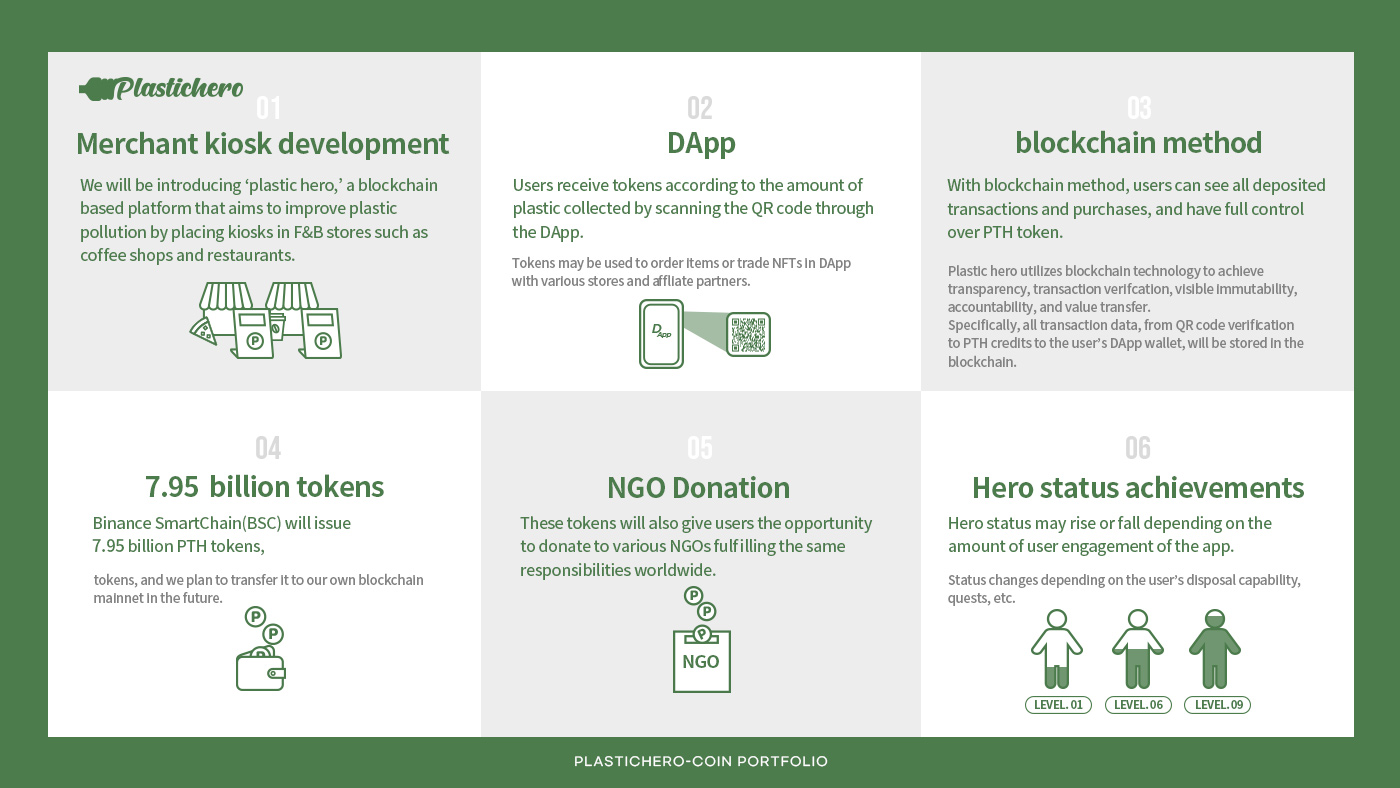 Plastichero
01
Merchant kiosk development
We will be introducing ‘plastic hero,’ a blockchain
based platform that aims to improve plastic
pollution by placing kiosks in F&B stores such as
coffee shops and restaurants.
P
P
02
DApp
Users receive tokens according to the amount of
plastic collected by scanning the QR code through
the DApp.
Tokens may be used to order items or trade NFTs in DApp
with various stores and affliate partners.
DApp
03
blockchain method
With blockchain method, users can see all deposited
transactions and purchases, and have full control
over PTH token.
Plastic hero utilizes blockchain technology to achieve
transparency, transaction verifcation, visible immutability,
accountability, and value transfer.
Specifically, all transaction data, from QR code verification
to PTH credits to the user’s DApp wallet, will be stored in the
blockchain.
04
7.95 billion tokens
Binance SmartChain(BSC) will issue
7.95 billion PTH tokens,
tokens, and we plan to transfer it to our own blockchain
mainnet in the future.
P
P
P
05
NGO Donation
These tokens will also give users the opportunity
to donate to various NGOs fulfilling the same
responsibilities worldwide.
P
P
P
NGO
06
Hero status achievements
Hero status may rise or fall depending on the
amount of user engagement of the app.
Status changes depending on the user’s disposal capability,
quests, etc.
LEVEL.01 LEVEL.06 LEVEL.09
PLASTICHERO-COIN PORTFOLIO